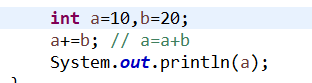 int a=10,b=20;
a+=b; // a=a+b
System.out.println(a);